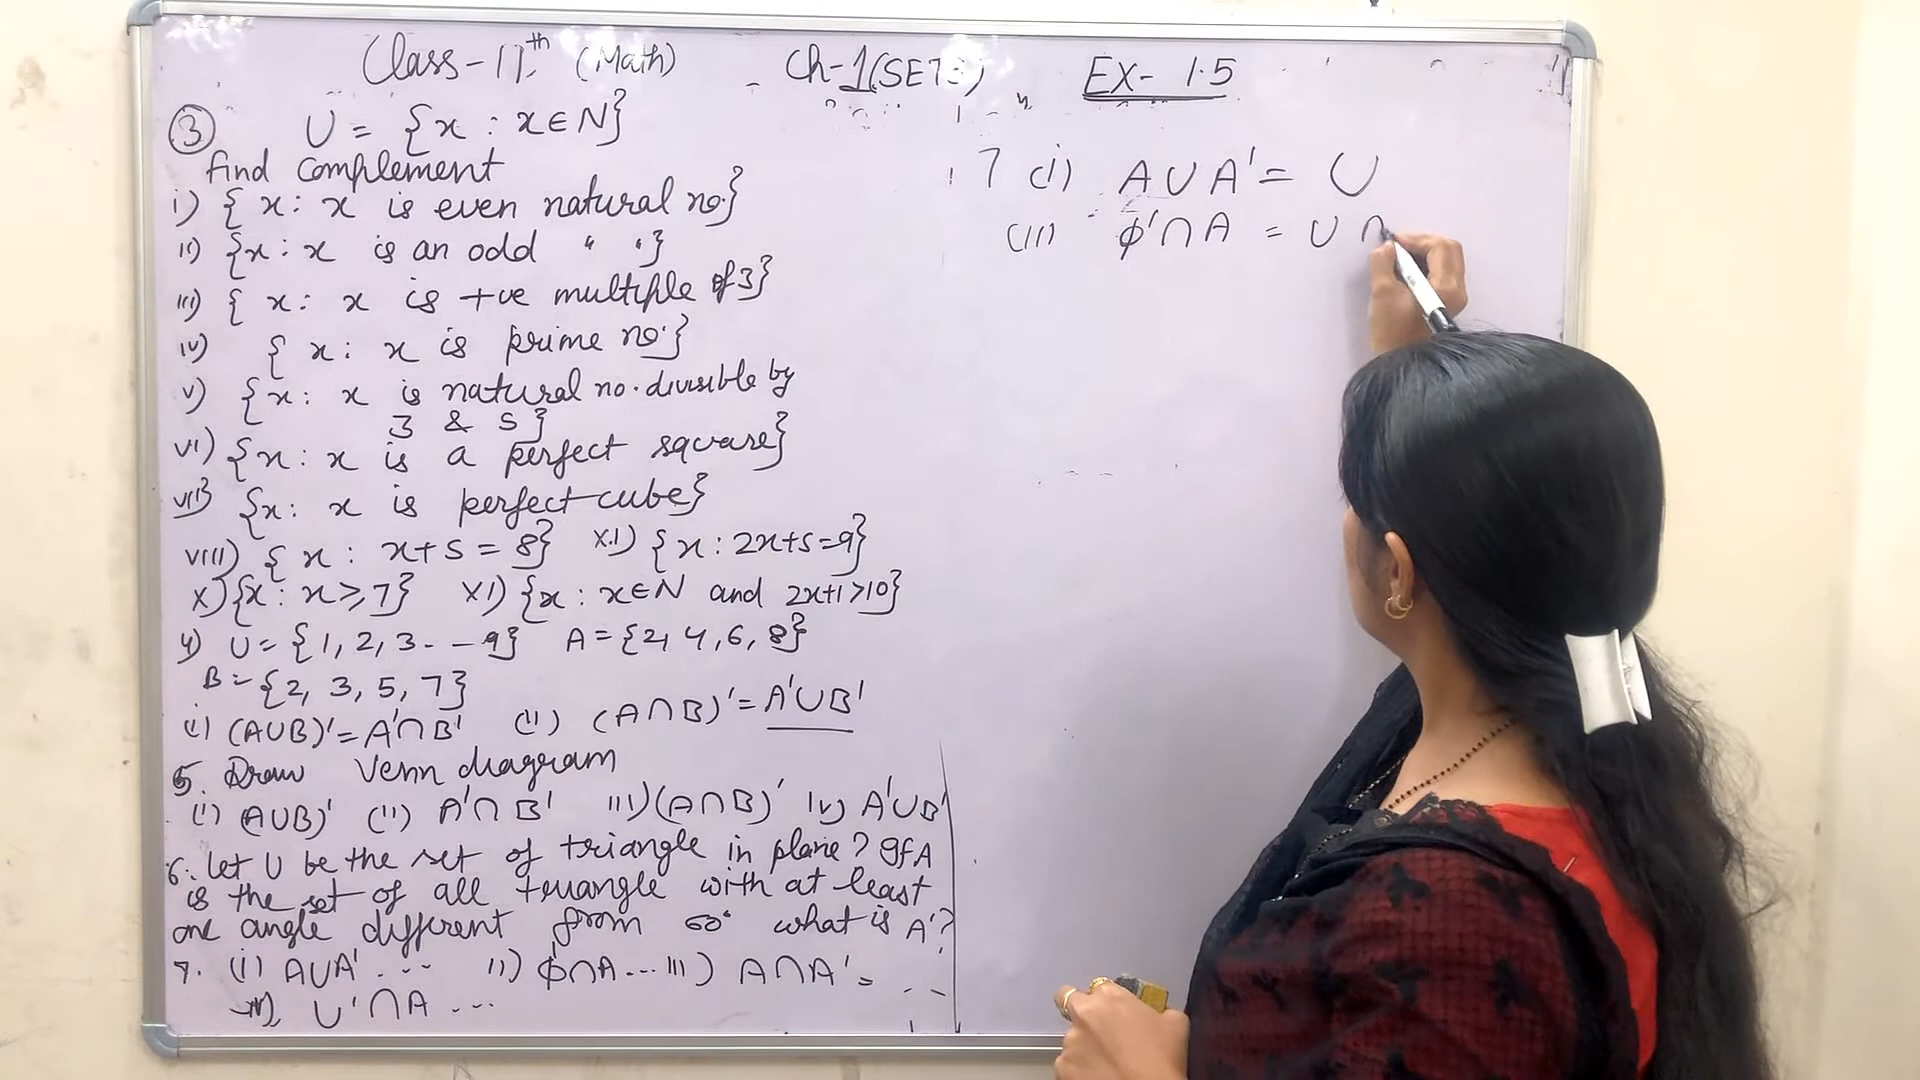 Class-11th (Math) Ch-1 (SETS) EX- 1.5
③ U = {x : x∈N}
find complement
i) {x: x is even natural no.}
ii) {x: x is an odd " "}
iii) {x: x is +ve multiple of 3}
iv) {x: x is prime no.}
v) {x: x is natural no. divisible by
3 & 5}
vi) {x: x is a perfect square}
vii) {x: x is perfect cube}
viii) {x: x+5=8} xi) {x: 2x+5=9}
x) {x: x⩾7} xi) {x: x∈N and 2x+1>10}
4) U={1,2,3---9} A={2,4,6,8}
B={2,3,5,7}
(i) (A∪B)'=A'∩B' (ii) (A∩B)'=A'∪B'
5. Draw Venn diagram
(i) (A∪B)' (ii) A'∩B' iii) (A∩B)' iv) A'∪B'
6. let U be the set of triangle in plane? If A
is the set of all triangle with at least
one angle different from 60° what is A'?
7. (i) A∪A' ... ii) ϕ'∩A ... iii) A∩A' = ...
iv) U'∩A ...
7 (i) A∪A' = U
(ii) ϕ'∩A = U∩